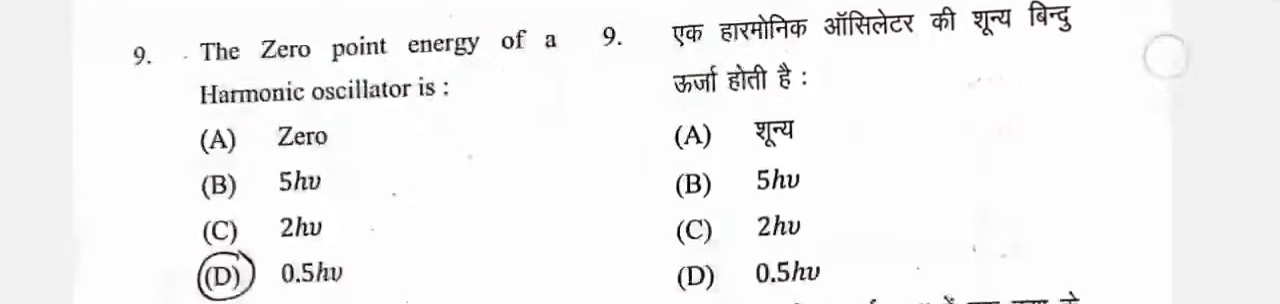 9. The Zero point energy of a
Harmonic oscillator is :
(A) Zero
(B) 5hυ
(C) 2hυ
(D) 0.5hυ
9. एक हारमोनिक ऑसिलेटर की शून्य बिन्दु
ऊर्जा होती है :
(A) शून्य
(B) 5hυ
(C) 2hυ
(D) 0.5hυ